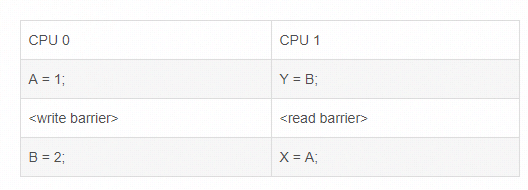 CPU 0 CPU 1
A = 1; Y = B;
<write barrier> <read barrier>
B = 2; X = A;